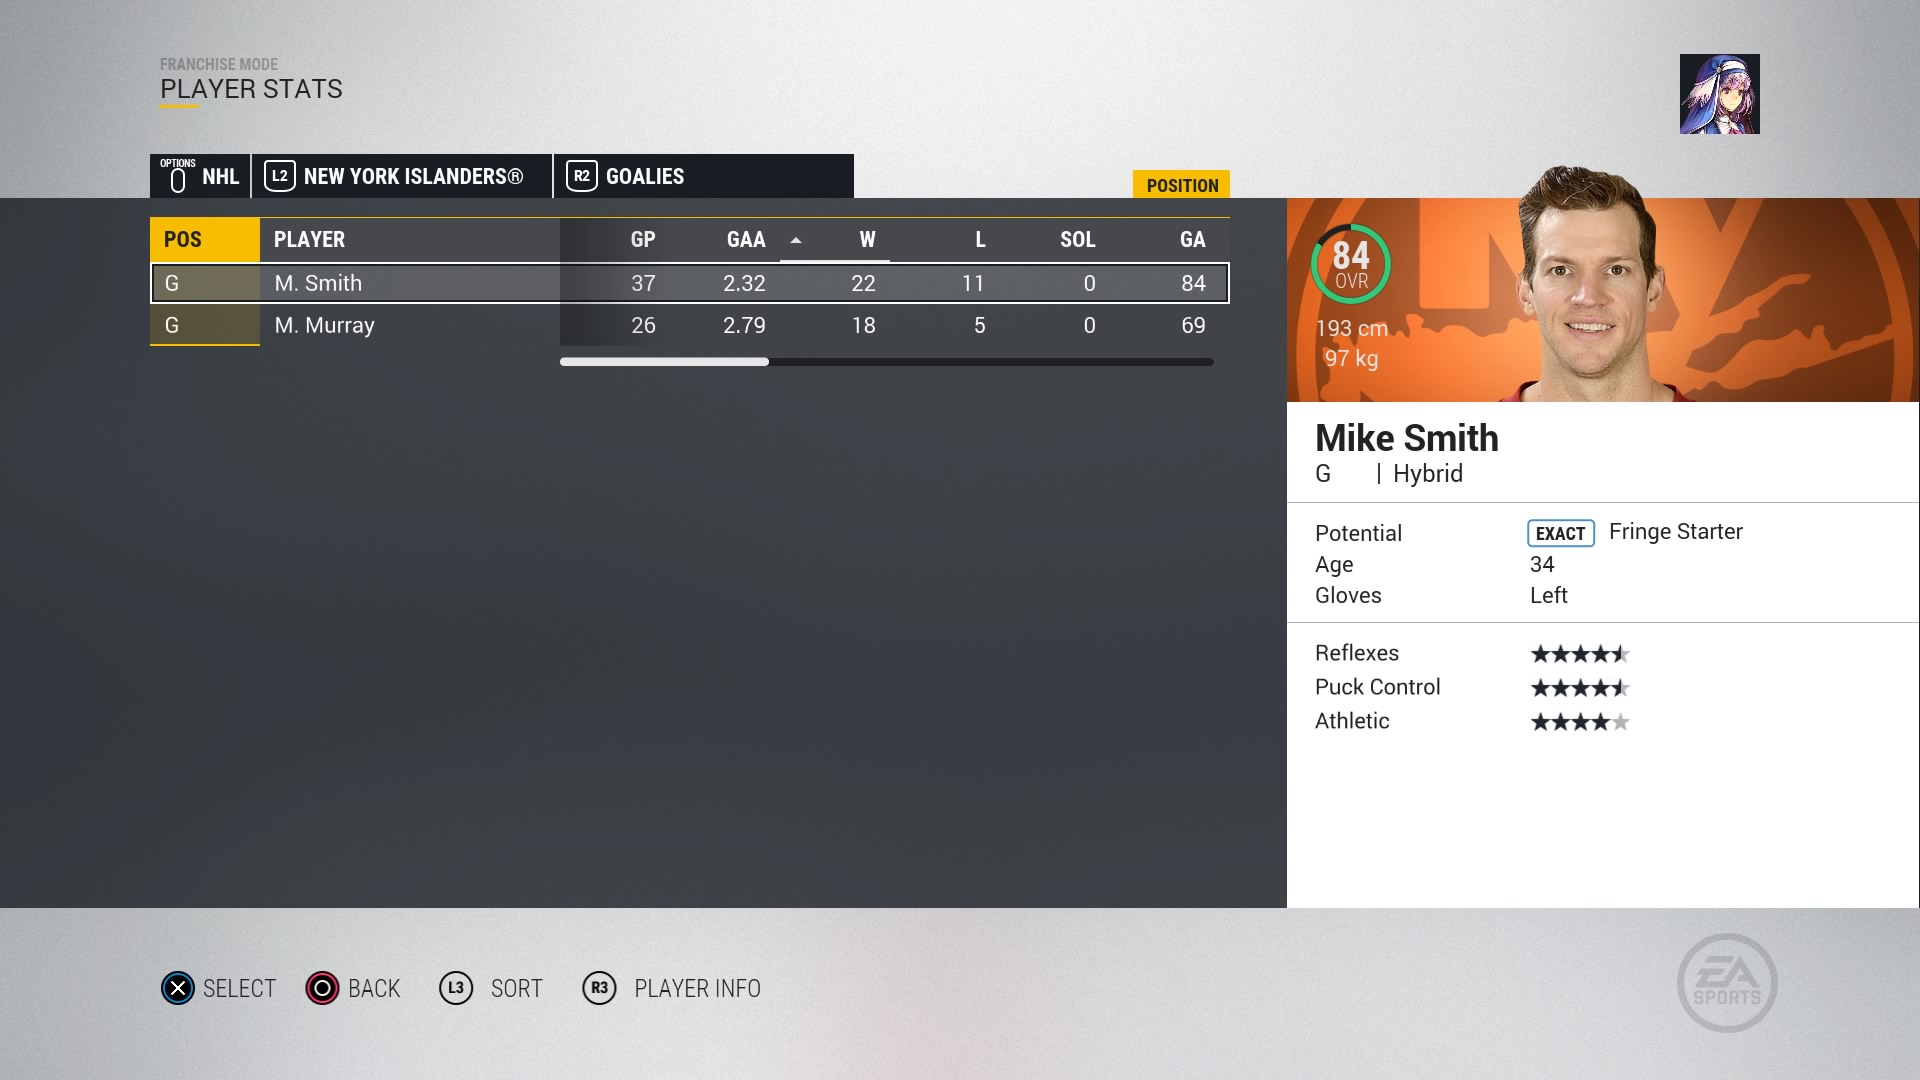 FRANCHISE MODE
PLAYER STATS
OPTIONS NHL L2 NEW YORK ISLANDERS® R2 GOALIES
POSITION
POS PLAYER GP GAA W L SOL GA
G M. Smith 37 2.32 22 11 0 84
G M. Murray 26 2.79 18 5 0 69
84
OVR
193 cm
97 kg
Mike Smith
G | Hybrid
Potential EXACT Fringe Starter
Age 34
Gloves Left
Reflexes
Puck Control
Athletic
SELECT BACK L3 SORT R3 PLAYER INFO
EA
SPORTS